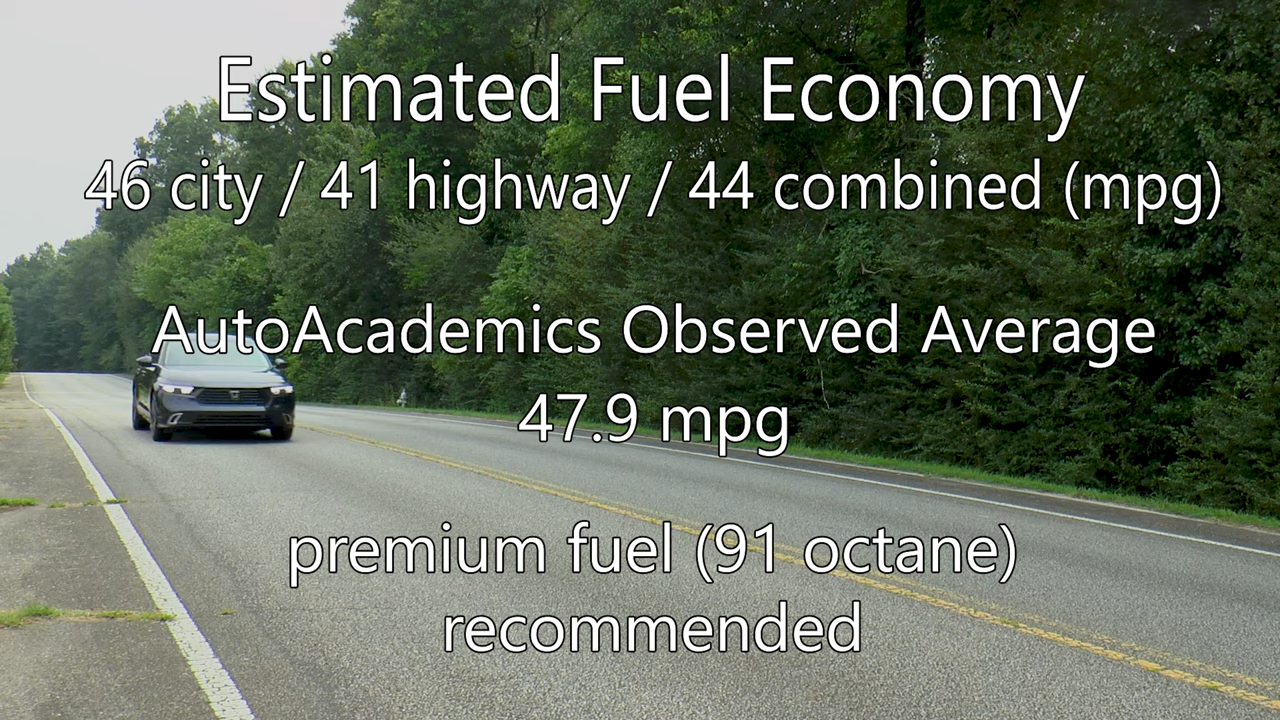 Estimated Fuel Economy
46 city / 41 highway / 44 combined (mpg)
AutoAcademics Observed Average
47.9 mpg
premium fuel (91 octane)
recommended